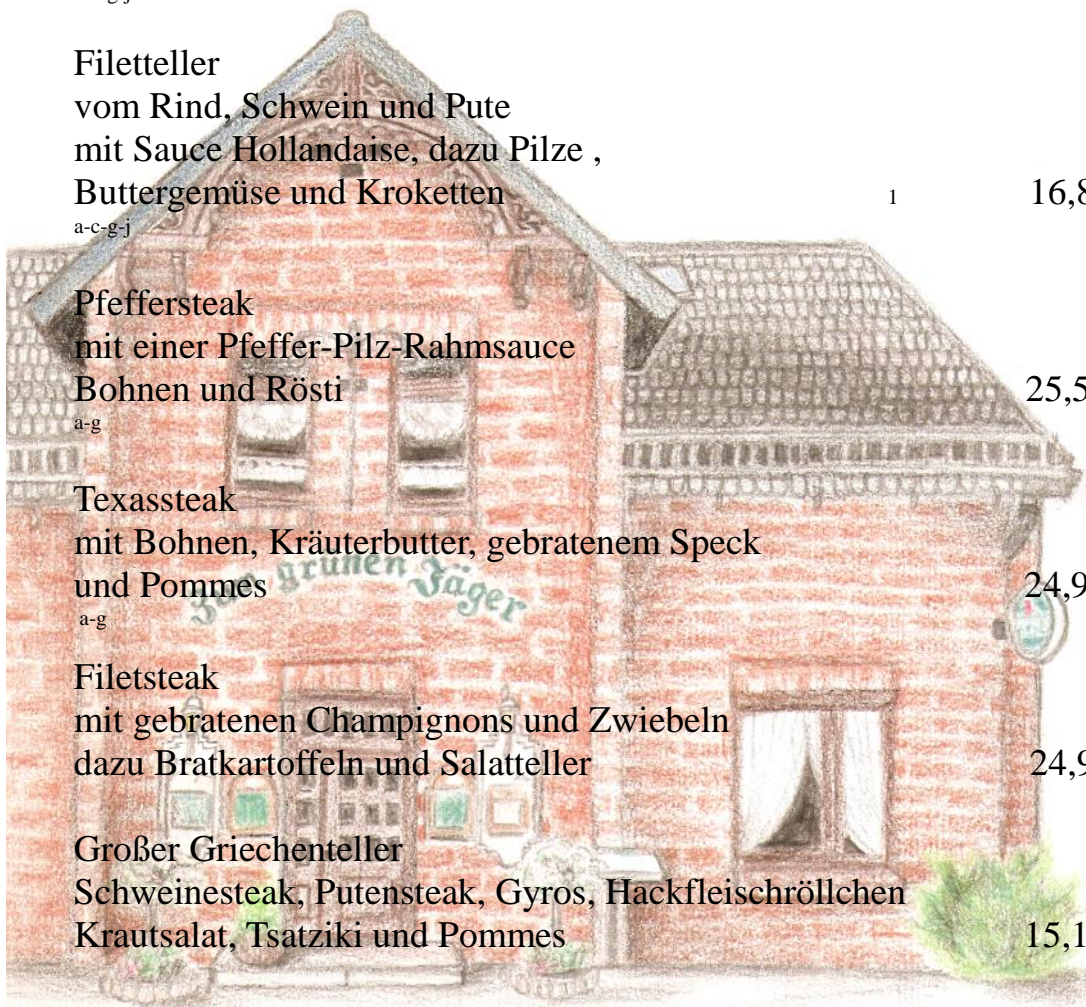 Filetteller
vom Rind, Schwein und Pute
mit Sauce Hollandaise, dazu Pilze ,
Buttergemüse und Kroketten 1 16,8
a-c-g-j
Pfeffersteak
mit einer Pfeffer-Pilz-Rahmsauce
Bohnen und Rösti 25,5
a-g
Texassteak
mit Bohnen, Kräuterbutter, gebratenem Speck
und Pommes 24,9
a-g
grünen Jäger
Filetsteak
mit gebratenen Champignons und Zwiebeln
dazu Bratkartoffeln und Salatteller 24,9
Großer Griechenteller
Schweinesteak, Putensteak, Gyros, Hackfleischröllchen
Krautsalat, Tsatziki und Pommes 15,1